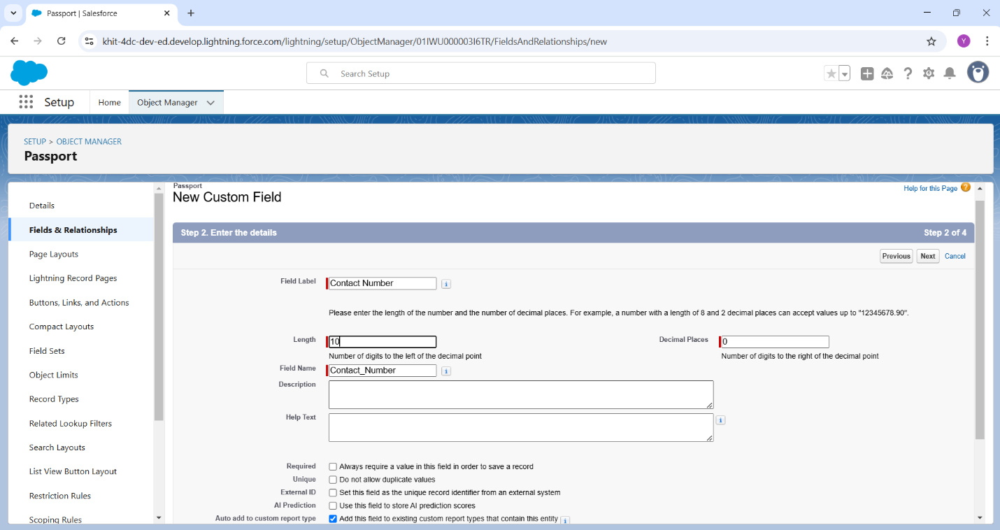 Passport | Salesforce
khit-4dc-dev-ed.develop.lightning.force.com/lightning/setup/ObjectManager/01IWU000003I6TR/FieldsAndRelationships/new
Y
Search Setup
Setup
Home
Object Manager
SETUP > OBJECT MANAGER
Passport
Details
Fields & Relationships
Page Layouts
Lightning Record Pages
Buttons, Links, and Actions
Compact Layouts
Field Sets
Object Limits
Record Types
Related Lookup Filters
Search Layouts
List View Button Layout
Restriction Rules
Scoping Rules
Passport
New Custom Field
Help for this Page ?
Step 2. Enter the details Step 2 of 4
Previous Next Cancel
Field Label Contact Number i
Please enter the length of the number and the number of decimal places. For example, a number with a length of 8 and 2 decimal places can accept values up to "12345678.90".
Length 10 Decimal Places 0
Number of digits to the left of the decimal point Number of digits to the right of the decimal point
Field Name Contact_Number i
Description
Help Text i
Required Always require a value in this field in order to save a record
Unique Do not allow duplicate values
External ID Set this field as the unique record identifier from an external system
AI Prediction Use this field to store AI prediction scores
Auto add to custom report type Add this field to existing custom report types that contain this entity i